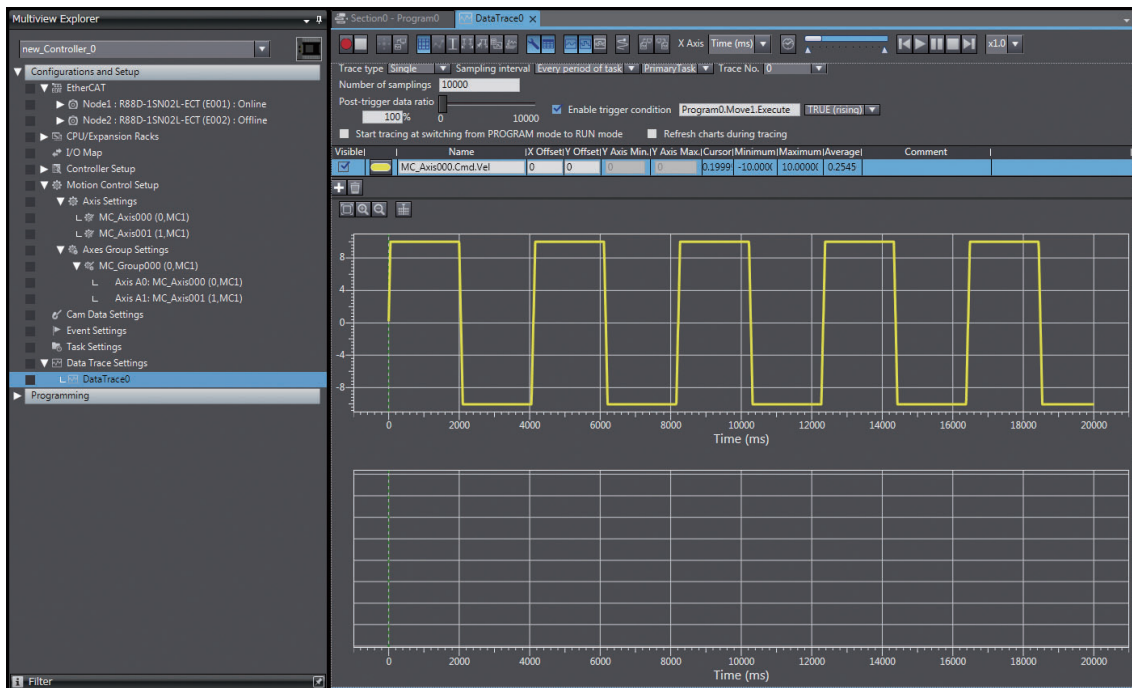 Multiview Explorer
Section0 - Program0 DataTrace0
new_Controller_0
X Axis Time (ms) x1.0
Configurations and Setup
EtherCAT
Node1 : R88D-1SN02L-ECT (E001) : Online
Node2 : R88D-1SN02L-ECT (E002) : Offline
CPU/Expansion Racks
I/O Map
Controller Setup
Motion Control Setup
Axis Settings
MC_Axis000 (0,MC1)
MC_Axis001 (1,MC1)
Axes Group Settings
MC_Group000 (0,MC1)
Axis A0: MC_Axis000 (0,MC1)
Axis A1: MC_Axis001 (1,MC1)
Cam Data Settings
Event Settings
Task Settings
Data Trace Settings
DataTrace0
Programming
Filter
Trace type Single Sampling interval Every period of task PrimaryTask Trace No. 0
Number of samplings 10000
Post-trigger data ratio
100 % 0 10000 Enable trigger condition Program0.Move1.Execute TRUE (rising)
Start tracing at switching from PROGRAM mode to RUN mode Refresh charts during tracing
Visible Name X Offset Y Offset Y Axis Min. Y Axis Max. Cursor Minimum Maximum Average Comment
MC_Axis000.Cmd.Vel 0 0 0 0 0.1999 -10.0000 10.0000 0.2545
8
4
0
-4
-8
0 2000 4000 6000 8000 10000 12000 14000 16000 18000 20000
Time (ms)
0 2000 4000 6000 8000 10000 12000 14000 16000 18000 20000
Time (ms)